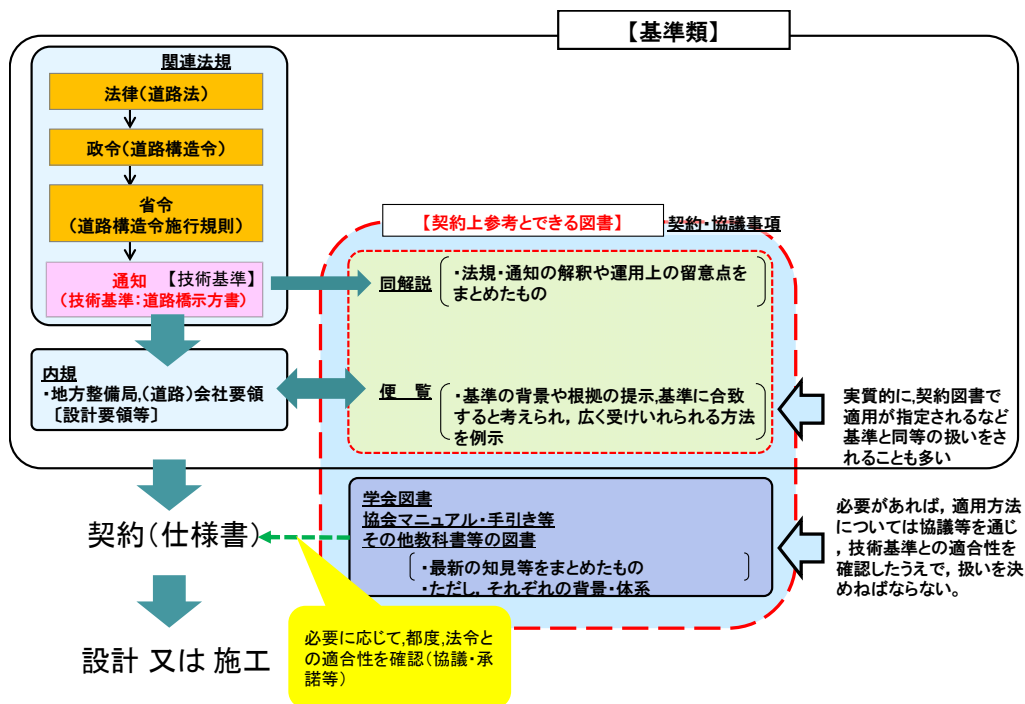 【基準類】
関連法規
法律(道路法)
政令(道路構造令)
省令
(道路構造令施行規則)
通知 【技術基準】
(技術基準：道路橋示方書)
内規
・地方整備局,(道路)会社要領
〔設計要領等〕
契約(仕様書)
設計 又は 施工
【契約上参考とできる図書】
契約・協議事項
同解説
・法規・通知の解釈や運用上の留意点を
まとめたもの
便 覧
・基準の背景や根拠の提示,基準に合致
すると考えられ，広く受けいれられる方法
を例示
実質的に,契約図書で
適用が指定されるなど
基準と同等の扱いをさ
れることも多い
学会図書
協会マニュアル・手引き等
その他教科書等の図書
・最新の知見等をまとめたもの
・ただし，それぞれの背景・体系
必要があれば，適用方法
については協議等を通じ
，技術基準との適合性を
確認したうえで，扱いを決
めねばならない。
必要に応じて,都度,法令と
の適合性を確認(協議・承
諾等)